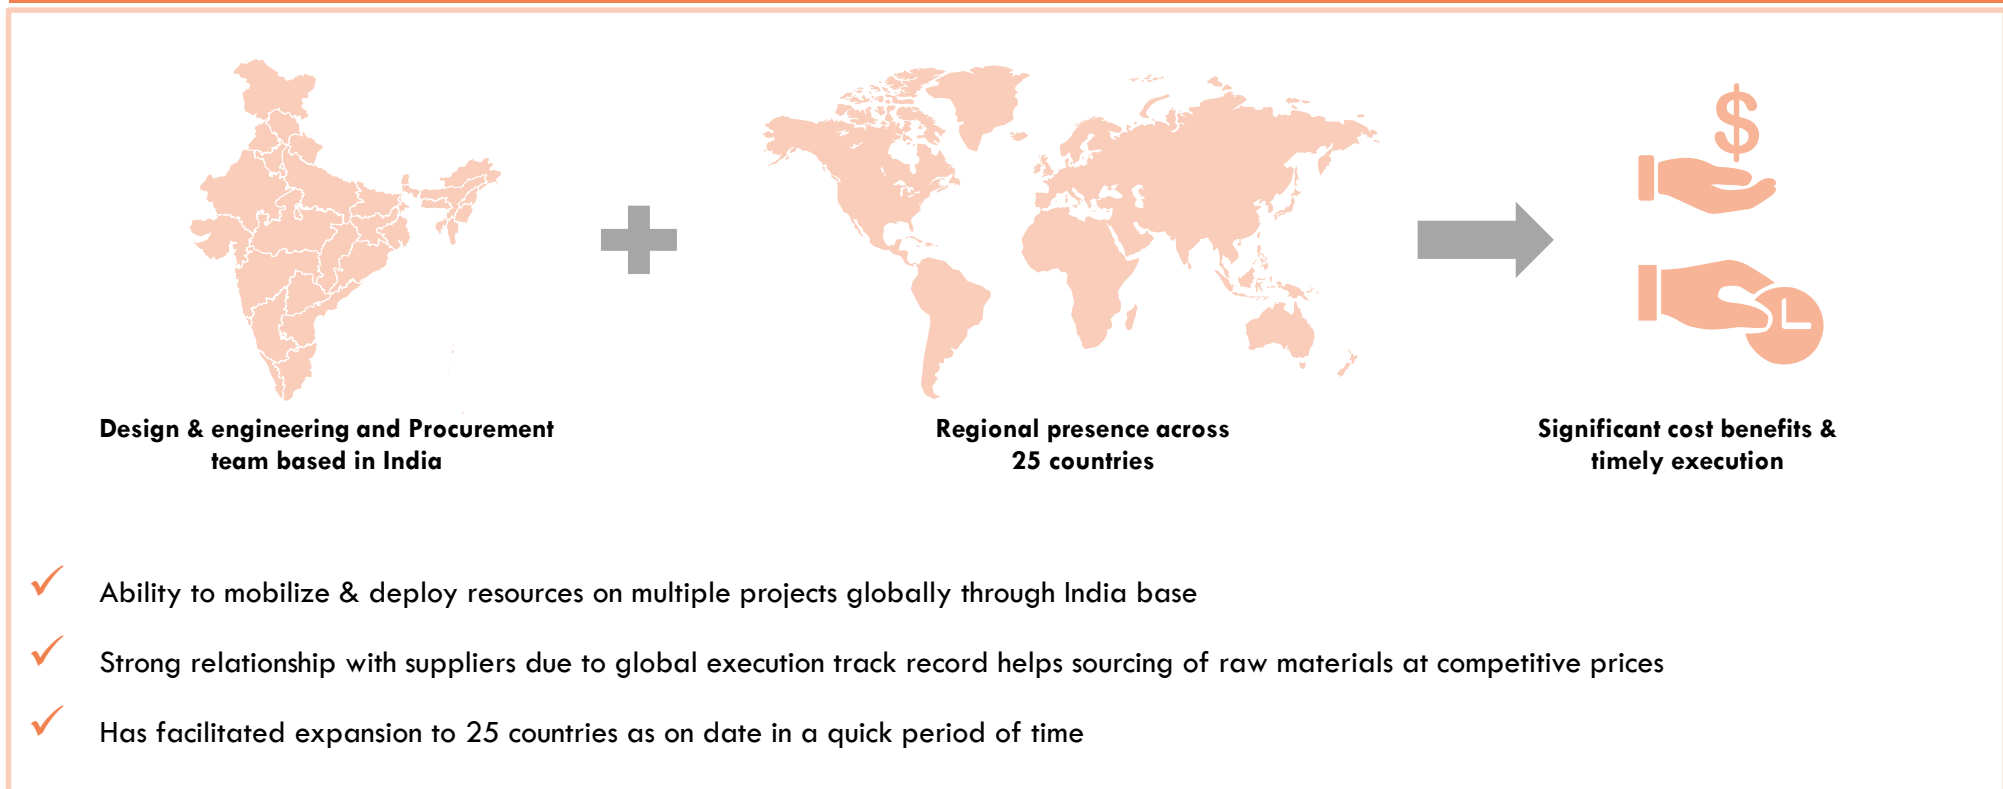 $
Design & engineering and Procurement
team based in India
Regional presence across
25 countries
Significant cost benefits &
timely execution
Ability to mobilize & deploy resources on multiple projects globally through India base
Strong relationship with suppliers due to global execution track record helps sourcing of raw materials at competitive prices
Has facilitated expansion to 25 countries as on date in a quick period of time